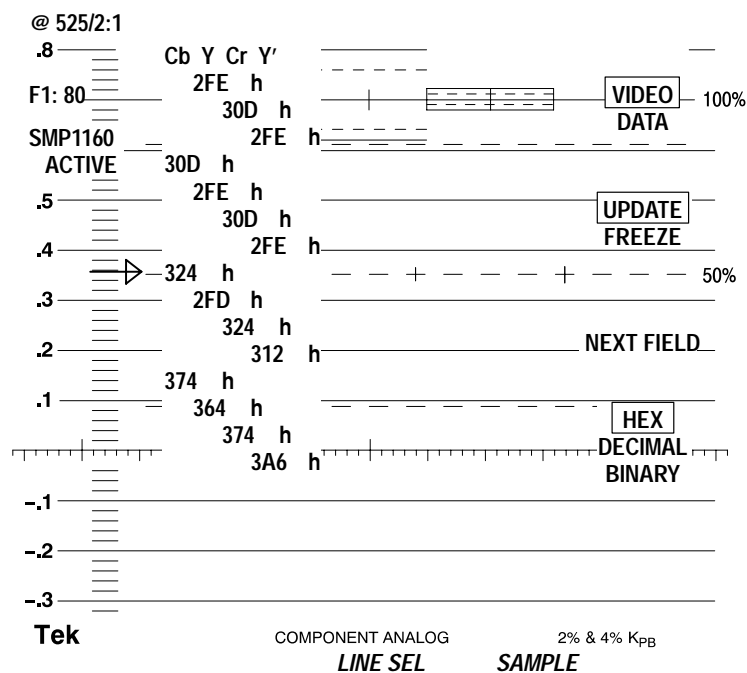 @ 525/2:1
.8
Cb Y Cr Y’
2FE h
F1: 80
VIDEO
100%
30D h
DATA
SMP1160
2FE h
ACTIVE
30D h
.5
2FE h
UPDATE
30D h
FREEZE
.4
2FE h
324 h
50%
.3
2FD h
324 h
.2
312 h
NEXT FIELD
374 h
.1
364 h
HEX
374 h
DECIMAL
3A6 h
BINARY
-.1
-.2
-.3
Tek
COMPONENT ANALOG
2% & 4% KPB
LINE SEL
SAMPLE